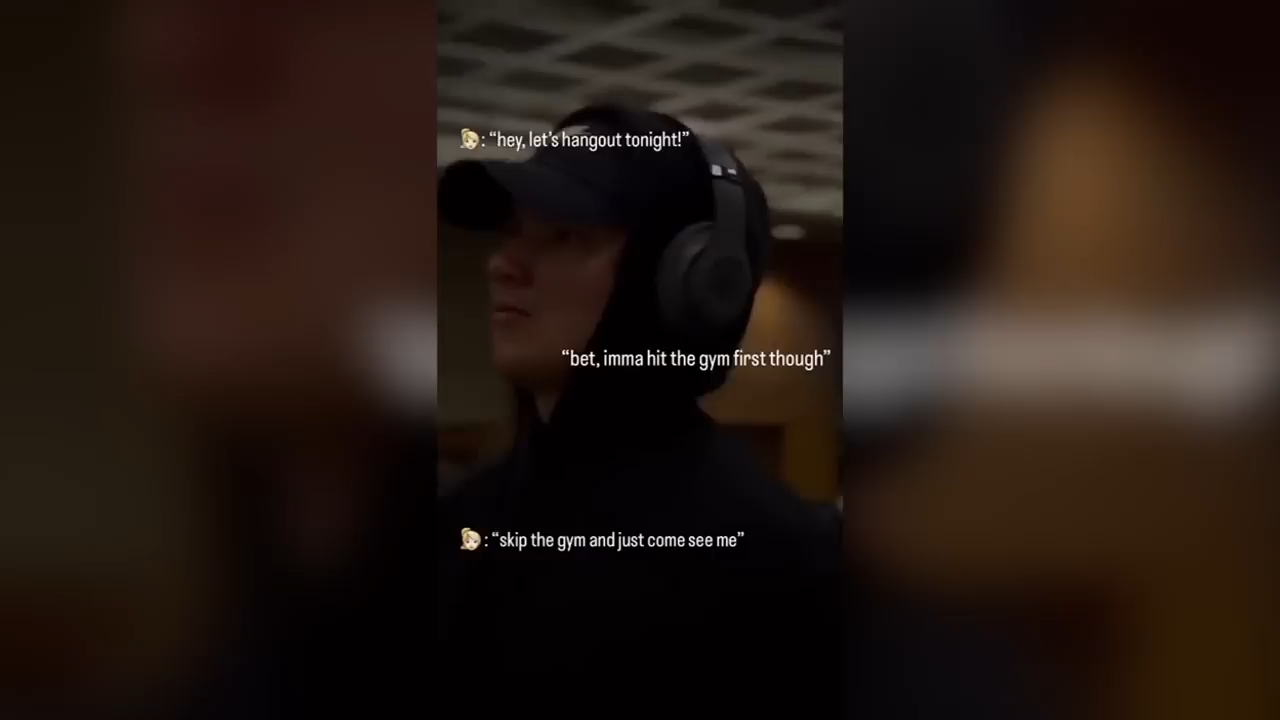 👩🏼: “hey, let’s hangout tonight!”
“bet, imma hit the gym first though”
👩🏼: “skip the gym and just come see me”